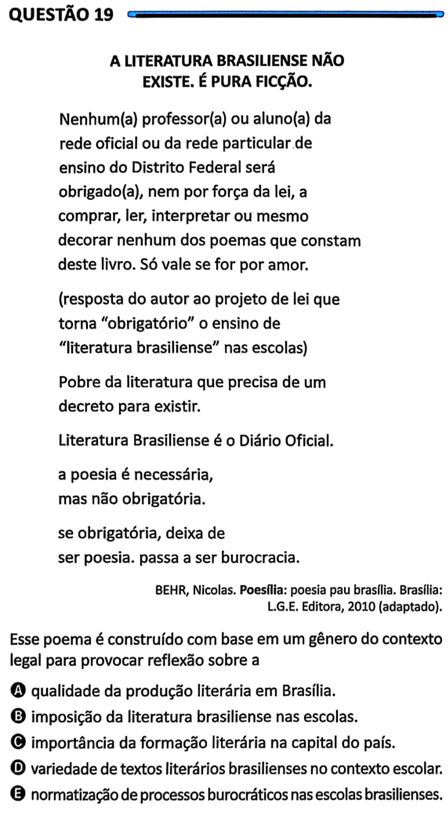 QUESTÃO 19
A LITERATURA BRASILIENSE NÃO
EXISTE. É PURA FICÇÃO.
Nenhum(a) professor(a) ou aluno(a) da
rede oficial ou da rede particular de
ensino do Distrito Federal será
obrigado(a), nem por força da lei, a
comprar, ler, interpretar ou mesmo
decorar nenhum dos poemas que constam
deste livro. Só vale se for por amor.
(resposta do autor ao projeto de lei que
torna “obrigatório” o ensino de
“literatura brasiliense” nas escolas)
Pobre da literatura que precisa de um
decreto para existir.
Literatura Brasiliense é o Diário Oficial.
a poesia é necessária,
mas não obrigatória.
se obrigatória, deixa de
ser poesia. passa a ser burocracia.
BEHR, Nicolas. Poesília: poesia pau brasília. Brasília:
L.G.E. Editora, 2010 (adaptado).
Esse poema é construído com base em um gênero do contexto
legal para provocar reflexão sobre a
A qualidade da produção literária em Brasília.
B imposição da literatura brasiliense nas escolas.
C importância da formação literária na capital do país.
D variedade de textos literários brasilienses no contexto escolar.
E normatização de processos burocráticos nas escolas brasilienses.